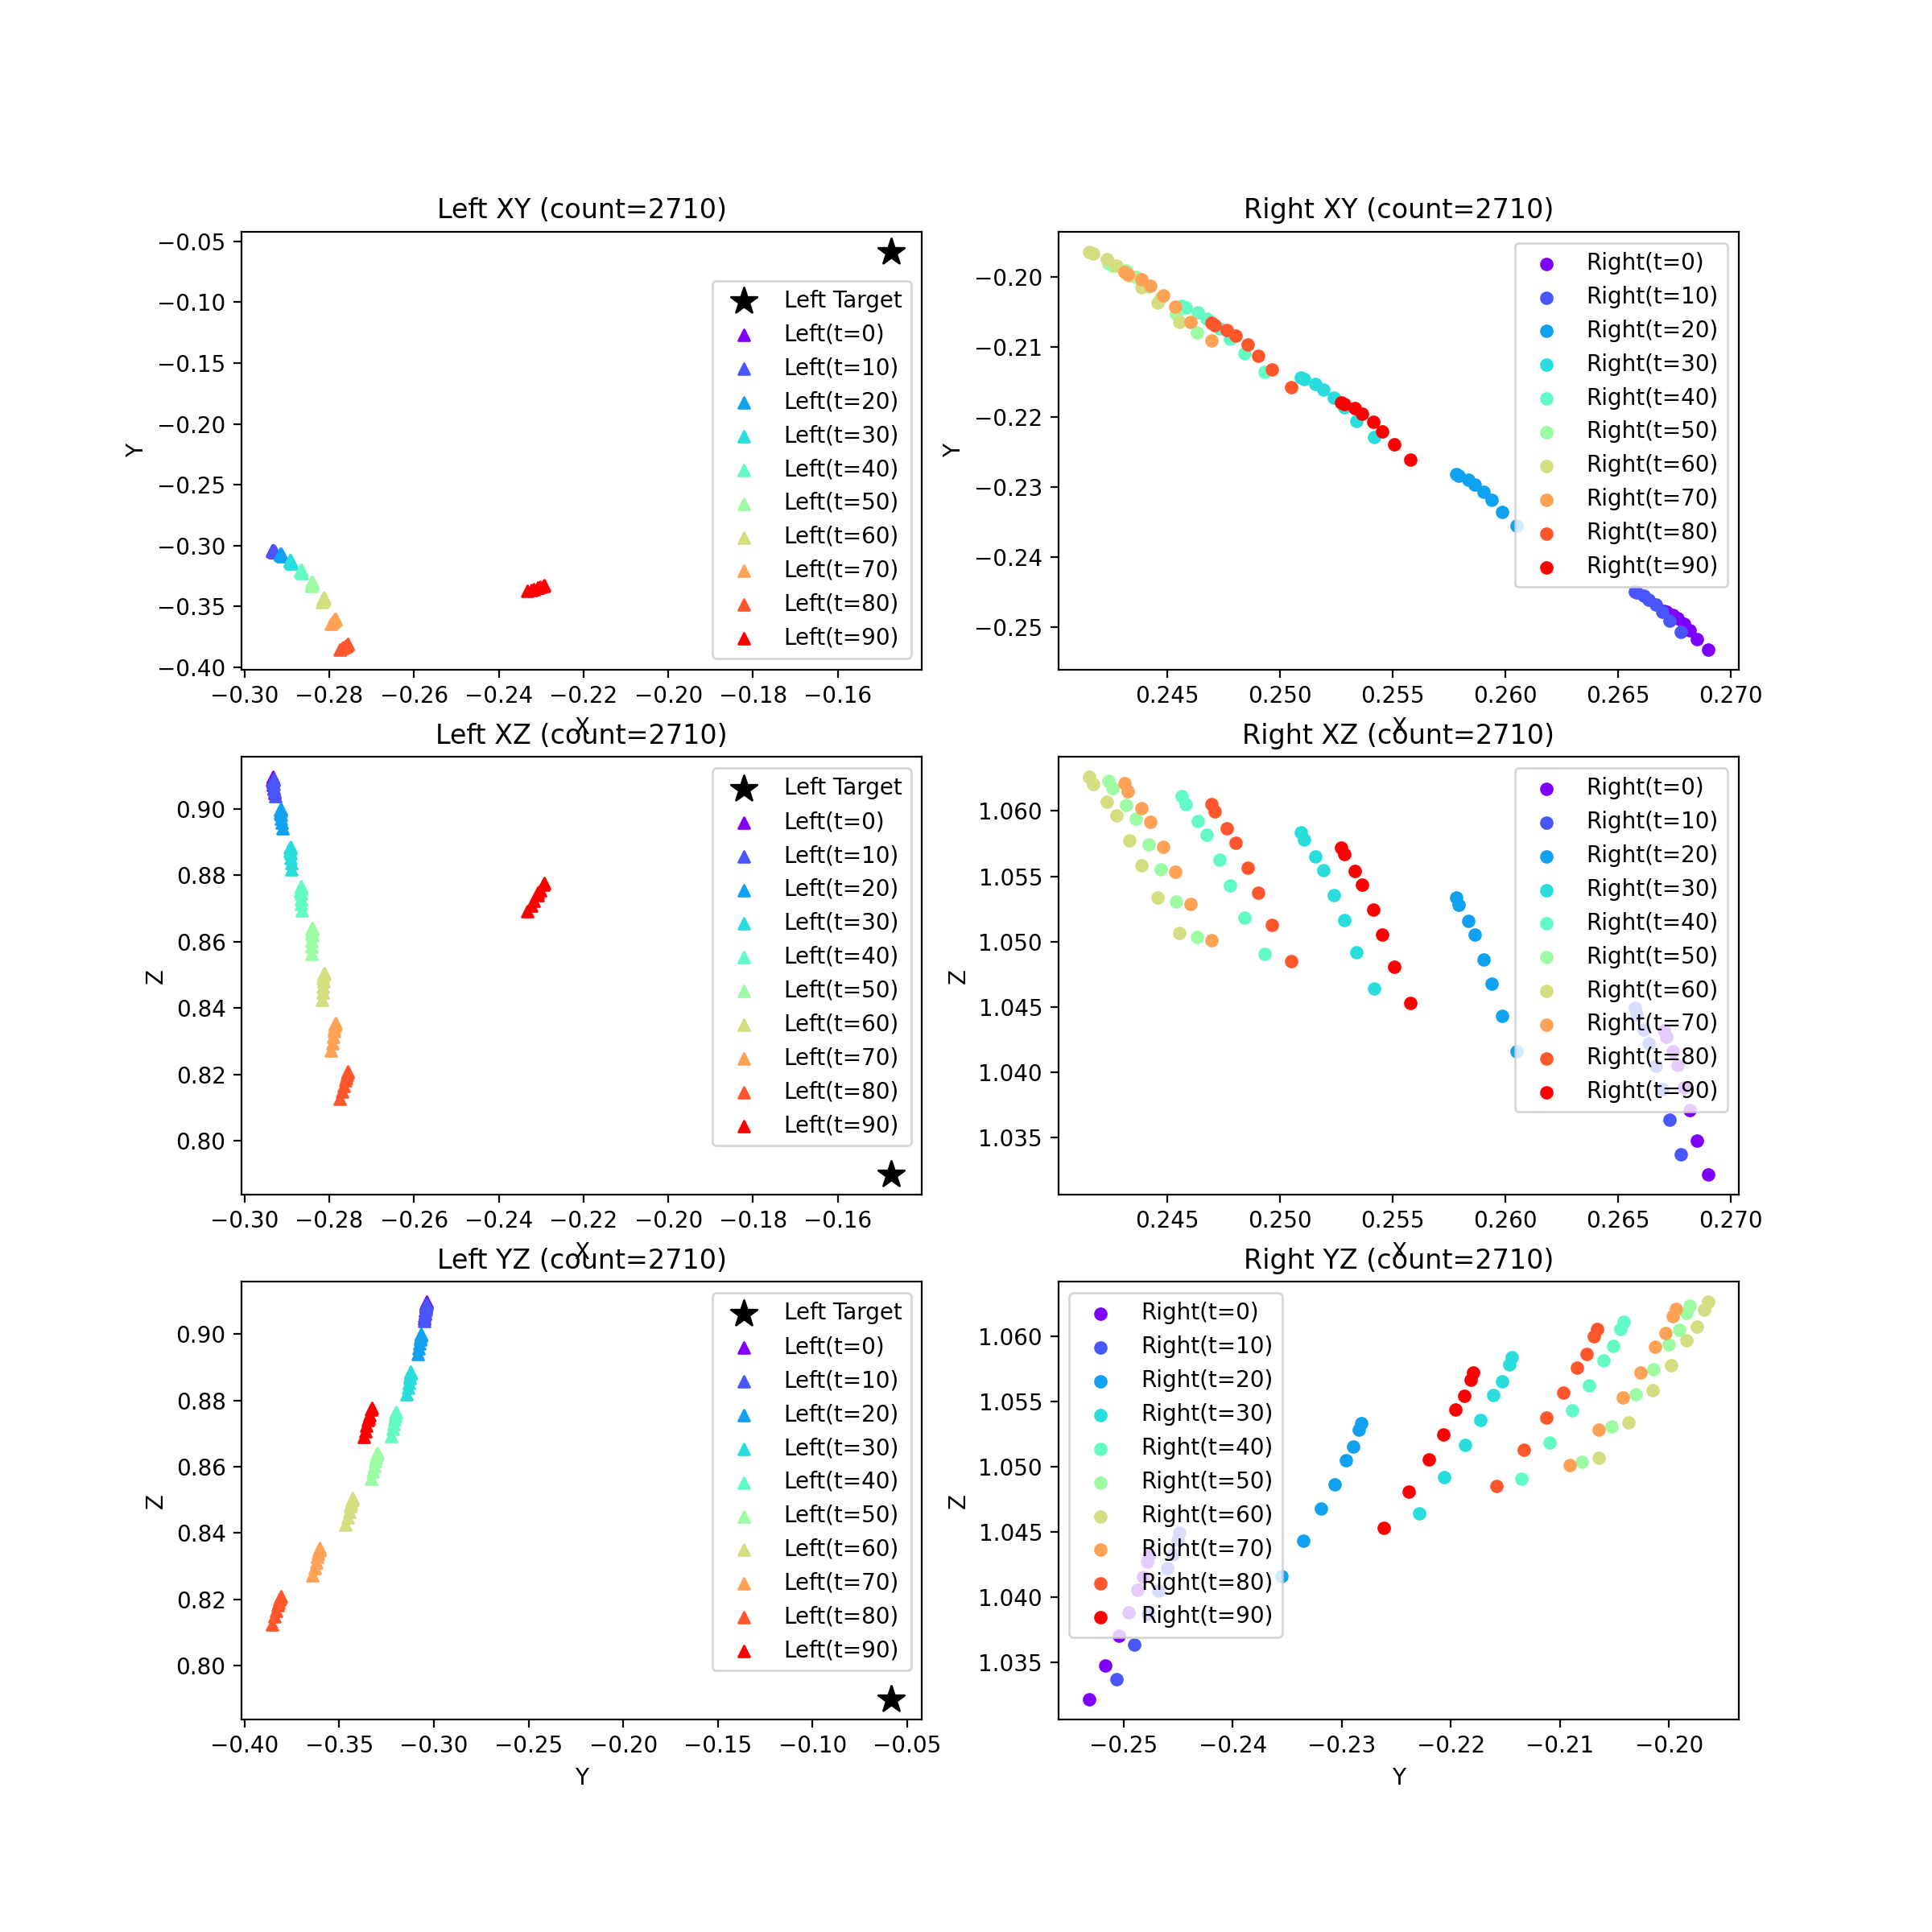 Left XY (count=2710)
−0.05
−0.10
−0.15
−0.20
−0.25
−0.30
−0.35
−0.40
Y
−0.30 −0.28 −0.26 −0.24 −0.22 −0.20 −0.18 −0.16
X
Left Target
Left(t=0)
Left(t=10)
Left(t=20)
Left(t=30)
Left(t=40)
Left(t=50)
Left(t=60)
Left(t=70)
Left(t=80)
Left(t=90)
Right XY (count=2710)
−0.20
−0.21
−0.22
−0.23
−0.24
−0.25
Y
0.245 0.250 0.255 0.260 0.265 0.270
X
Right(t=0)
Right(t=10)
Right(t=20)
Right(t=30)
Right(t=40)
Right(t=50)
Right(t=60)
Right(t=70)
Right(t=80)
Right(t=90)
Left XZ (count=2710)
0.90
0.88
0.86
0.84
0.82
0.80
Z
−0.30 −0.28 −0.26 −0.24 −0.22 −0.20 −0.18 −0.16
X
Left Target
Left(t=0)
Left(t=10)
Left(t=20)
Left(t=30)
Left(t=40)
Left(t=50)
Left(t=60)
Left(t=70)
Left(t=80)
Left(t=90)
Right XZ (count=2710)
1.060
1.055
1.050
1.045
1.040
1.035
Z
0.245 0.250 0.255 0.260 0.265 0.270
X
Right(t=0)
Right(t=10)
Right(t=20)
Right(t=30)
Right(t=40)
Right(t=50)
Right(t=60)
Right(t=70)
Right(t=80)
Right(t=90)
Left YZ (count=2710)
0.90
0.88
0.86
0.84
0.82
0.80
Z
−0.40 −0.35 −0.30 −0.25 −0.20 −0.15 −0.10 −0.05
Y
Left Target
Left(t=0)
Left(t=10)
Left(t=20)
Left(t=30)
Left(t=40)
Left(t=50)
Left(t=60)
Left(t=70)
Left(t=80)
Left(t=90)
Right YZ (count=2710)
1.060
1.055
1.050
1.045
1.040
1.035
Z
−0.25 −0.24 −0.23 −0.22 −0.21 −0.20
Y
Right(t=0)
Right(t=10)
Right(t=20)
Right(t=30)
Right(t=40)
Right(t=50)
Right(t=60)
Right(t=70)
Right(t=80)
Right(t=90)